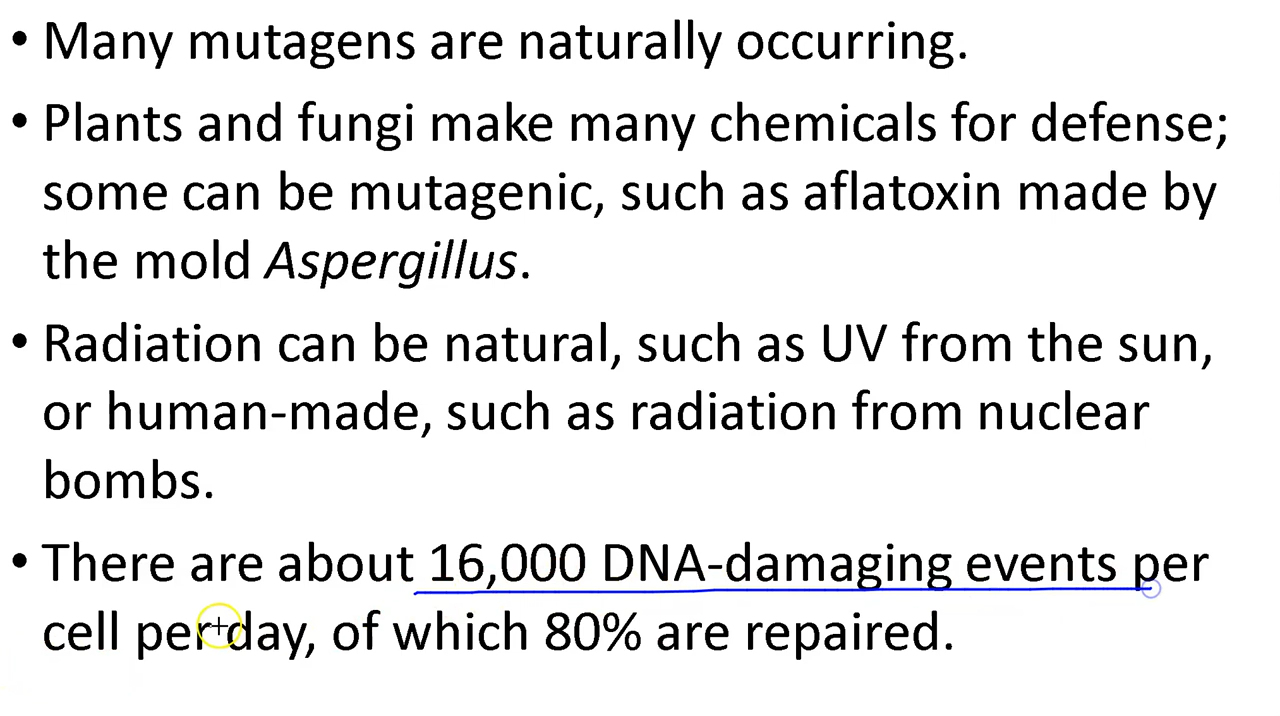 • Many mutagens are naturally occurring.
• Plants and fungi make many chemicals for defense;
some can be mutagenic, such as aflatoxin made by
the mold Aspergillus.
• Radiation can be natural, such as UV from the sun,
or human-made, such as radiation from nuclear
bombs.
• There are about 16,000 DNA-damaging events per
cell per day, of which 80% are repaired.